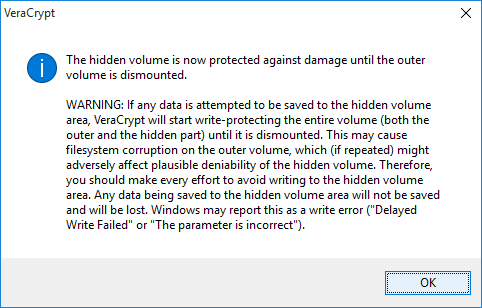 VeraCrypt
The hidden volume is now protected against damage until the outer
volume is dismounted.
WARNING: If any data is attempted to be saved to the hidden volume
area, VeraCrypt will start write-protecting the entire volume (both the
outer and the hidden part) until it is dismounted. This may cause
filesystem corruption on the outer volume, which (if repeated) might
adversely affect plausible deniability of the hidden volume. Therefore,
you should make every effort to avoid writing to the hidden volume
area. Any data being saved to the hidden volume area will not be saved
and will be lost. Windows may report this as a write error ("Delayed
Write Failed" or "The parameter is incorrect").
OK